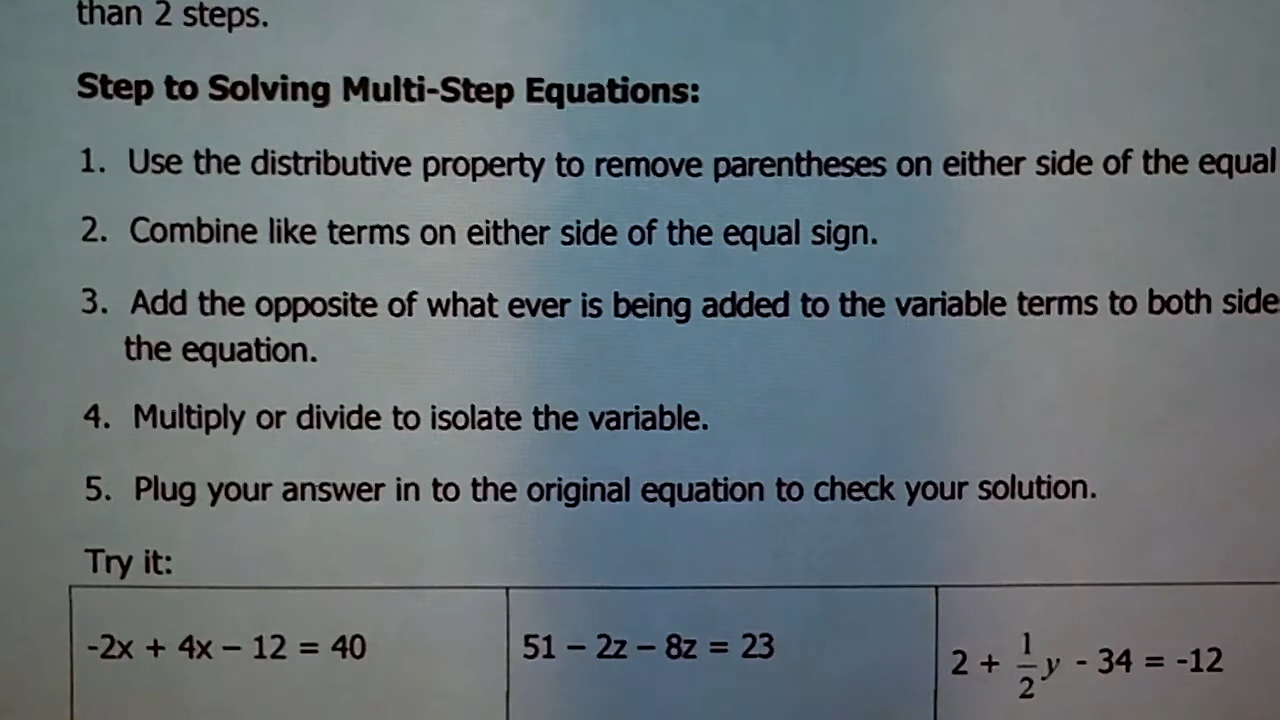 than 2 steps.
Step to Solving Multi-Step Equations:
1. Use the distributive property to remove parentheses on either side of the equal
2. Combine like terms on either side of the equal sign.
3. Add the opposite of what ever is being added to the variable terms to both side
the equation.
4. Multiply or divide to isolate the variable.
5. Plug your answer in to the original equation to check your solution.
Try it:
-2x + 4x – 12 = 40
51 – 2z – 8z = 23
2 + 1/2 y - 34 = -12